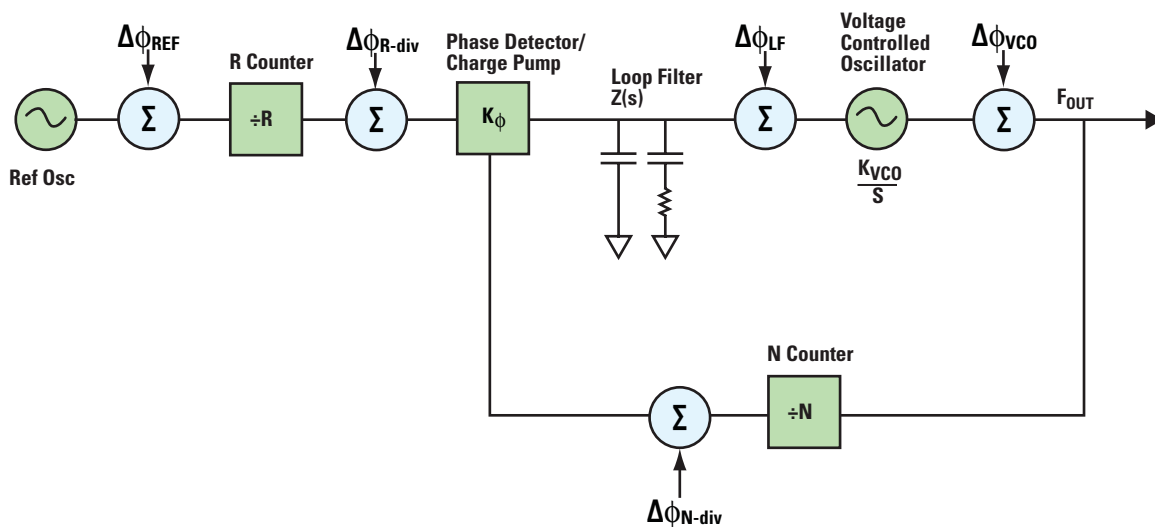 ΔϕREF
R Counter
ΔϕR-div
Phase Detector/
Charge Pump
Loop Filter
Z(s)
ΔϕLF
Voltage
Controlled
Oscillator
ΔϕVCO
FOUT
Σ
÷R
Σ
Kϕ
Σ
Σ
Ref Osc
KVCO
S
N Counter
Σ
÷N
ΔϕN-div